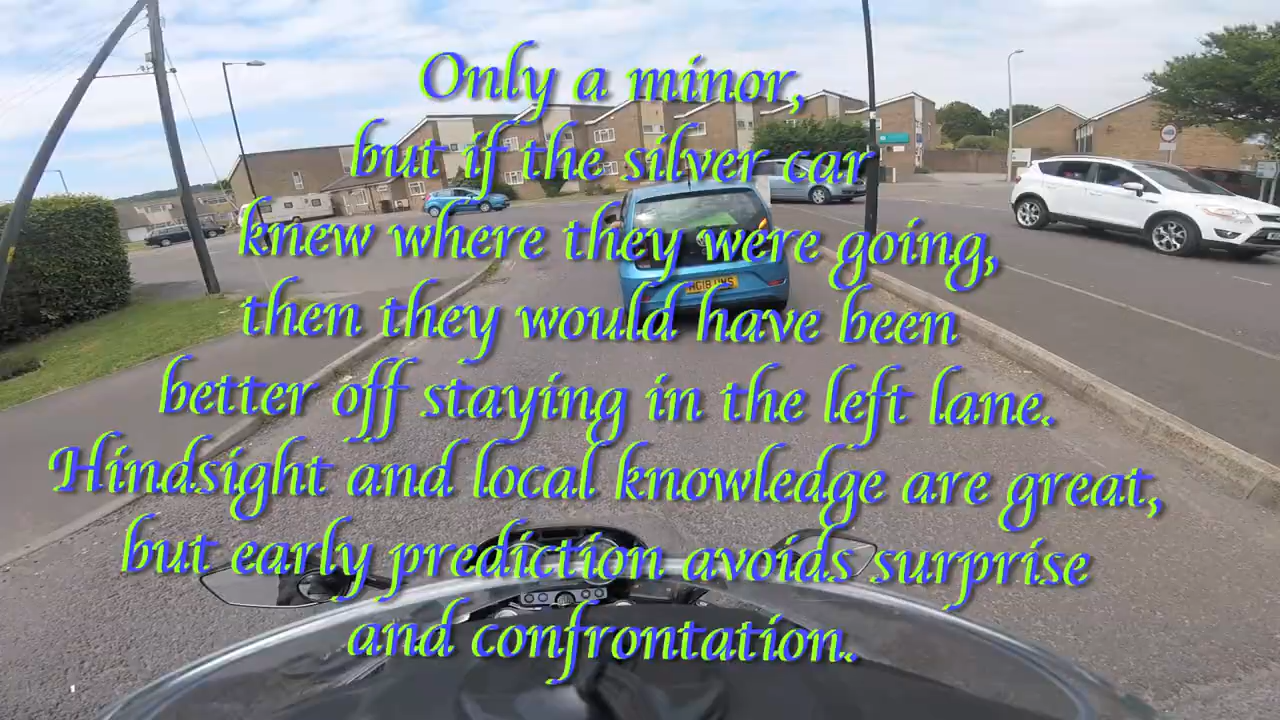 Only a minor,
but if the silver car
knew where they were going,
then they would have been
better off staying in the left lane.
Hindsight and local knowledge are great,
but early prediction avoids surprise
and confrontation.